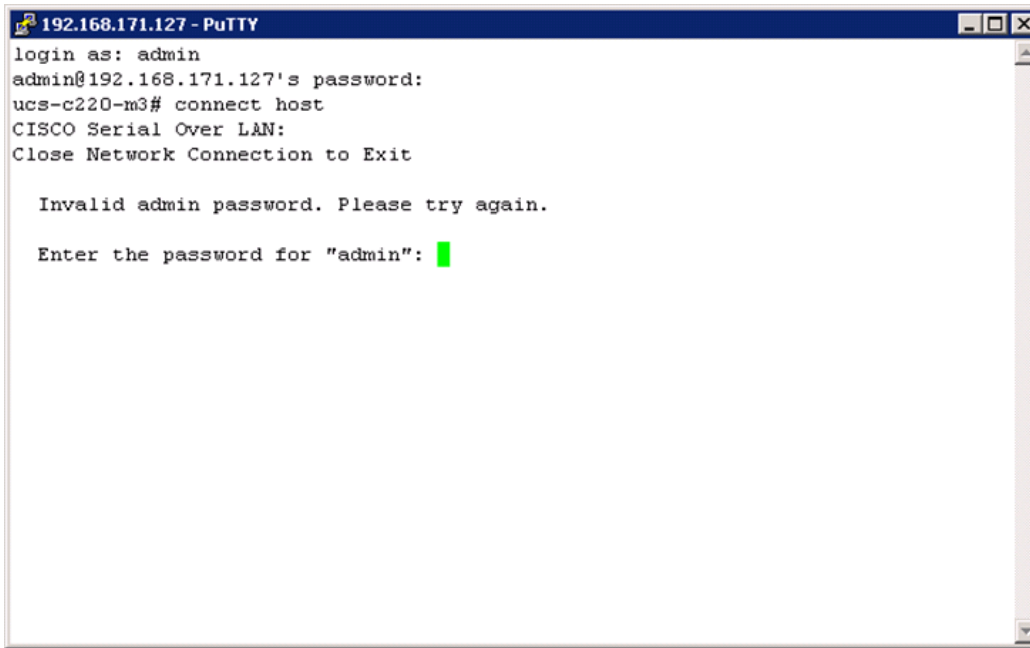 192.168.171.127 - PuTTY
login as: admin
admin@192.168.171.127's password:
ucs-c220-m3# connect host
CISCO Serial Over LAN:
Close Network Connection to Exit
Invalid admin password. Please try again.
Enter the password for "admin":